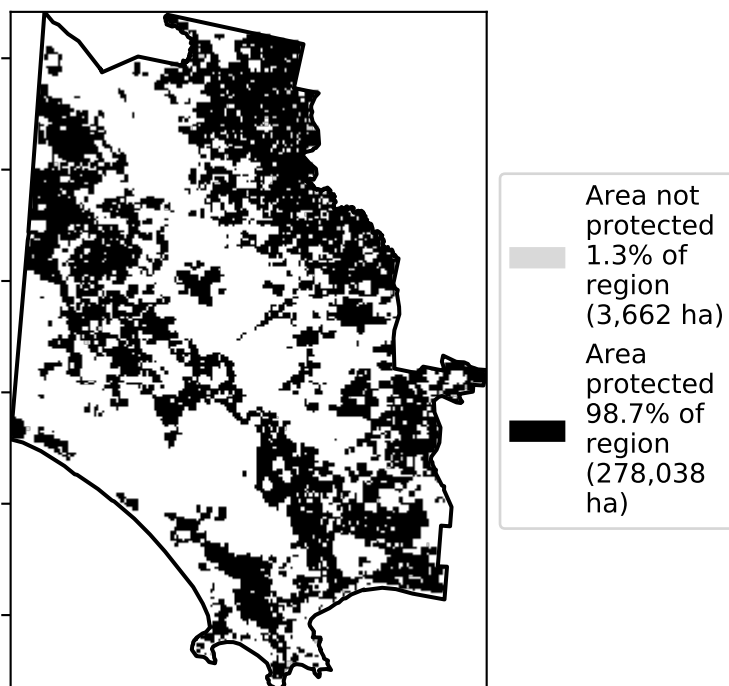 Area not
protected
1.3% of
region
(3,662 ha)
Area
protected
98.7% of
region
(278,038
ha)